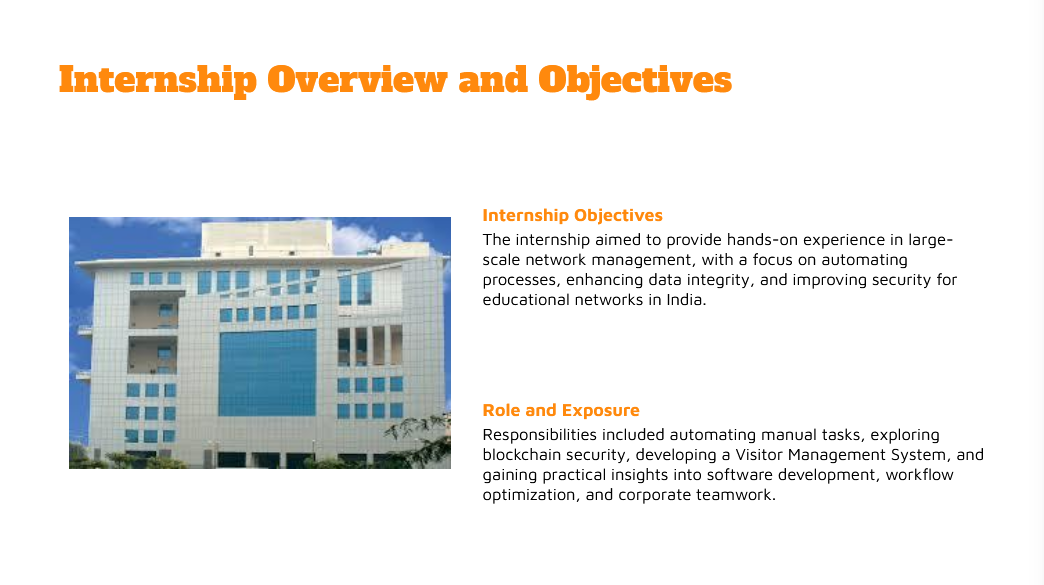 Internship Overview and Objectives
Internship Objectives
The internship aimed to provide hands-on experience in large-
scale network management, with a focus on automating
processes, enhancing data integrity, and improving security for
educational networks in India.
Role and Exposure
Responsibilities included automating manual tasks, exploring
blockchain security, developing a Visitor Management System, and
gaining practical insights into software development, workflow
optimization, and corporate teamwork.